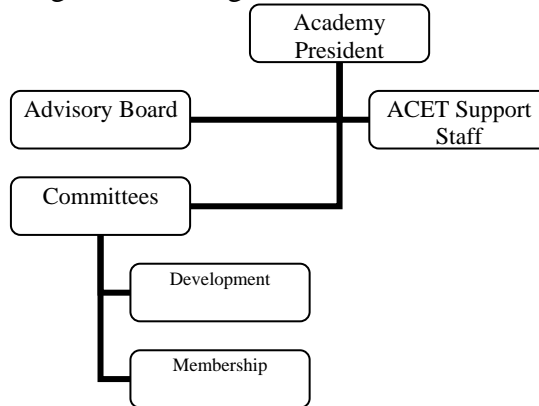 Academy
President
Advisory Board
ACET Support
Staff
Committees
Development
Membership